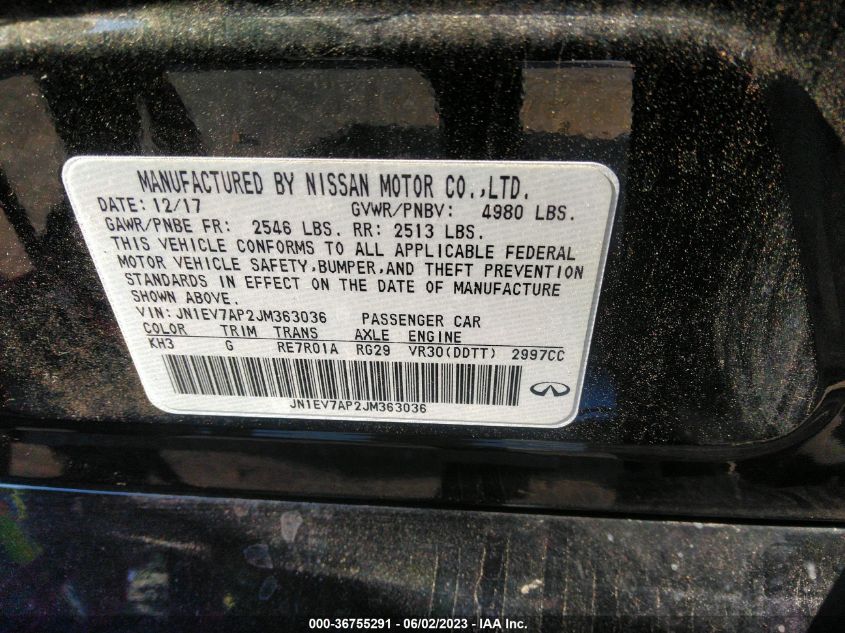 MANUFACTURED BY NISSAN MOTOR CO.,LTD.
DATE: 12/17 GVWR/PNBV: 4980 LBS.
GAWR/PNBE FR: 2546 LBS. RR: 2513 LBS.
THIS VEHICLE CONFORMS TO ALL APPLICABLE FEDERAL
MOTOR VEHICLE SAFETY,BUMPER,AND THEFT PREVENTION
STANDARDS IN EFFECT ON THE DATE OF MANUFACTURE
SHOWN ABOVE.
VIN: JN1EV7AP2JM363036 PASSENGER CAR
COLOR TRIM TRANS AXLE ENGINE
KH3 G RE7R01A RG29 VR30(DDTT) 2997CC
JN1EV7AP2JM363036
000-36755291 - 06/02/2023 - IAA Inc.